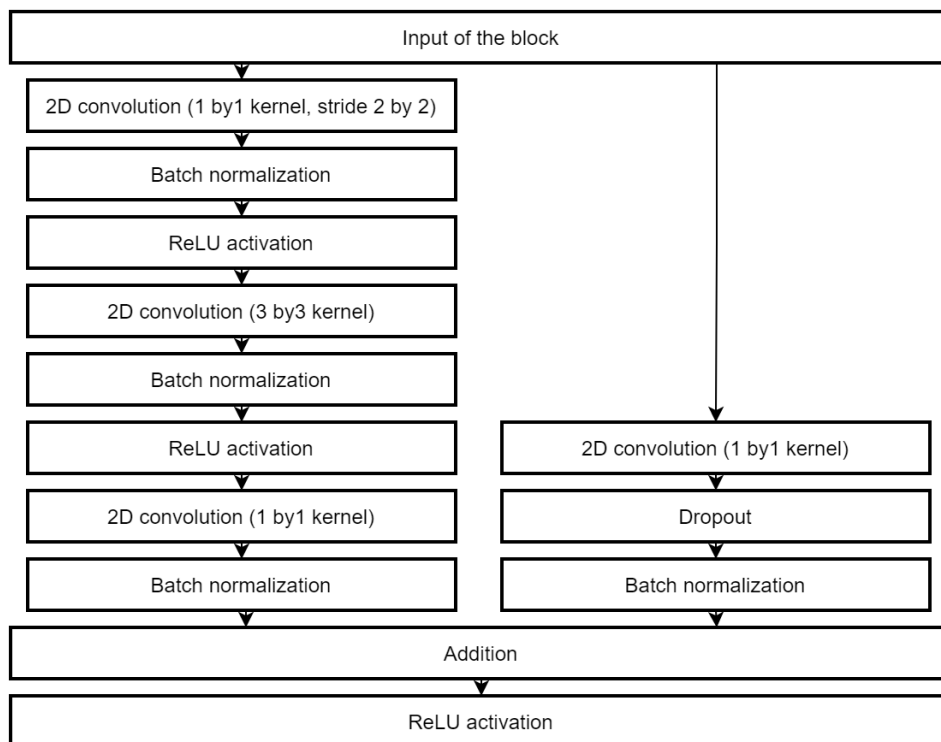 Input of the block
2D convolution (1 by1 kernel, stride 2 by 2)
Batch normalization
ReLU activation
2D convolution (3 by3 kernel)
Batch normalization
ReLU activation
2D convolution (1 by1 kernel)
Batch normalization
2D convolution (1 by1 kernel)
Dropout
Batch normalization
Addition
ReLU activation